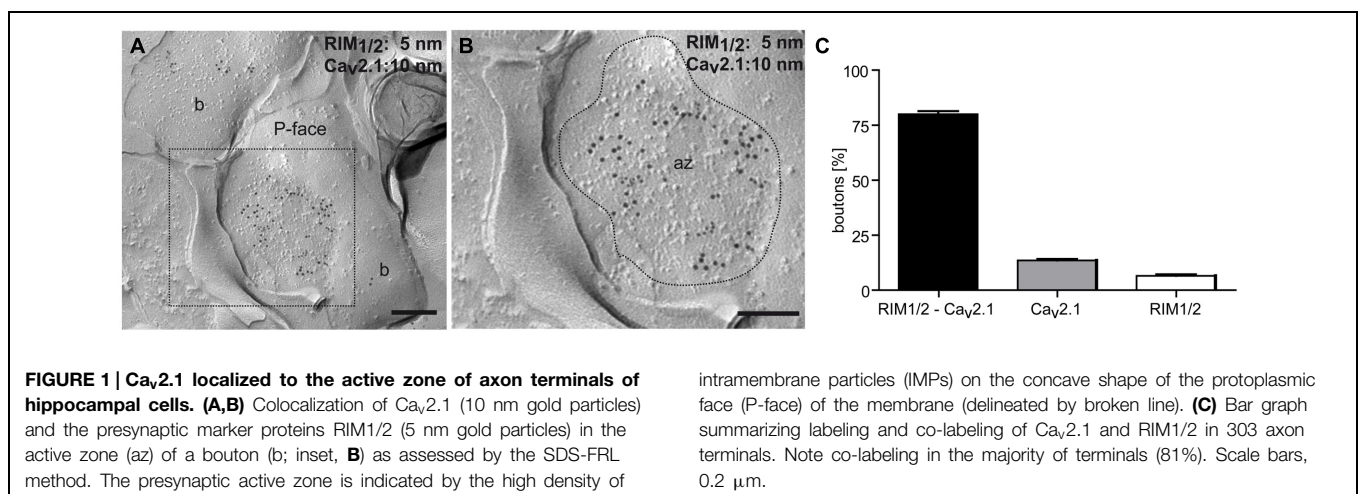 A
RIM1/2: 5 nm
Cav2.1:10 nm
b
P-face
b
B
RIM1/2: 5 nm
Cav2.1:10 nm
az
C
100
75
50
25
0
boutons [%]
RIM1/2 - Cav2.1
Cav2.1
RIM1/2
FIGURE 1 | Cav2.1 localized to the active zone of axon terminals of
hippocampal cells. (A,B) Colocalization of Cav2.1 (10 nm gold particles)
and the presynaptic marker proteins RIM1/2 (5 nm gold particles) in the
active zone (az) of a bouton (b; inset, B) as assessed by the SDS-FRL
method. The presynaptic active zone is indicated by the high density of
intramembrane particles (IMPs) on the concave shape of the protoplasmic
face (P-face) of the membrane (delineated by broken line). (C) Bar graph
summarizing labeling and co-labeling of Cav2.1 and RIM1/2 in 303 axon
terminals. Note co-labeling in the majority of terminals (81%). Scale bars,
0.2 μm.